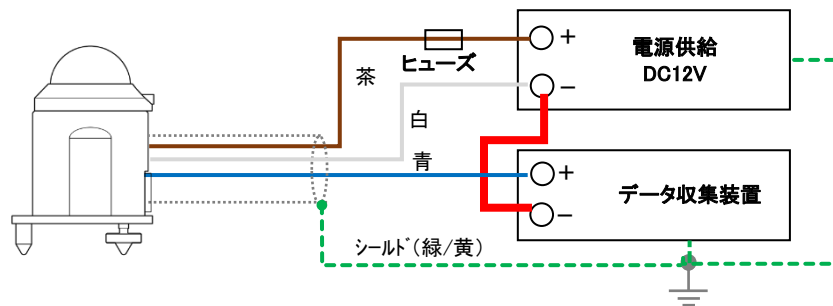 電源供給
DC12V
+
−
ヒューズ
茶
白
青
データ収集装置
+
−
シールド(緑/黄)